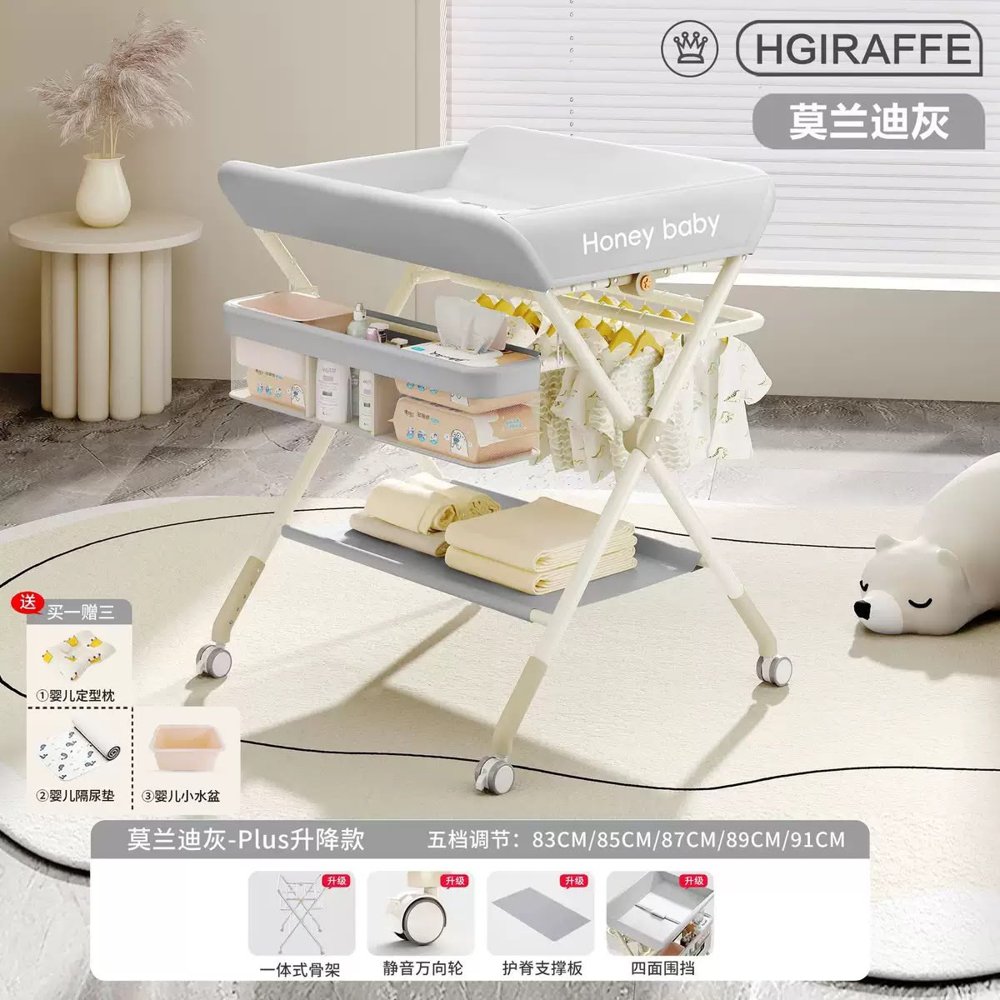 HGIRAFFE
莫兰迪灰
Honey baby
送
买一赠三
①婴儿定型枕
②婴儿隔尿垫
③婴儿小水盆
莫兰迪灰-Plus升降款
五档调节：83CM/85CM/87CM/89CM/91CM
升级
升级
升级
升级
一体式骨架
静音万向轮
护脊支撑板
四面围挡